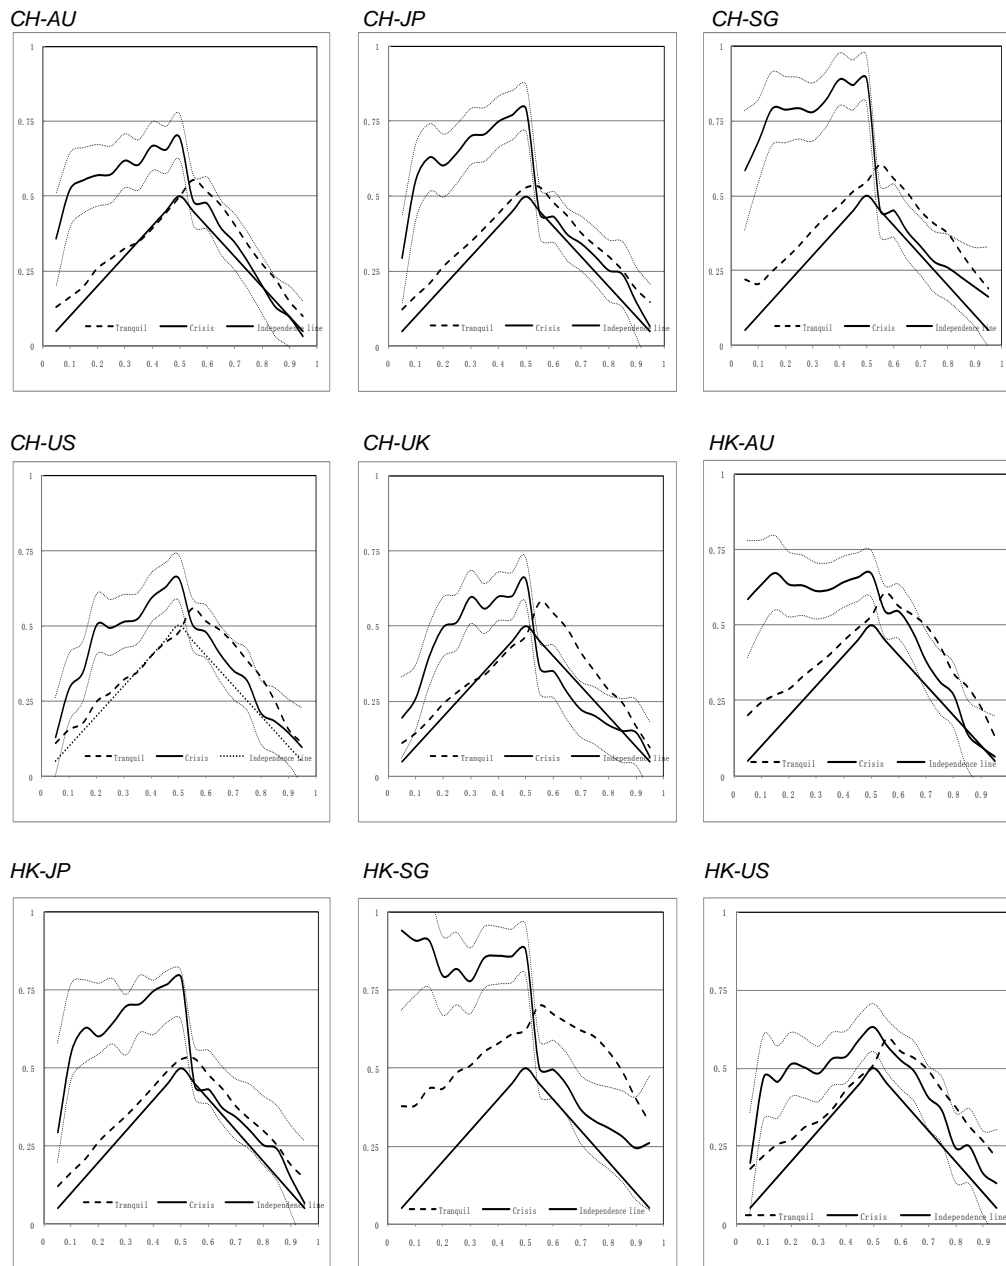 CH-AU CH-JP CH-SG
1 1 1
0.75 0.75 0.75
0.5 0.5 0.5
0.25 0.25 0.25
Tranquil Crisis Independence line Tranquil Crisis Independence line Tranquil Crisis Independence line
0 0 0
0 0.1 0.2 0.3 0.4 0.5 0.6 0.7 0.8 0.9 1 0 0.1 0.2 0.3 0.4 0.5 0.6 0.7 0.8 0.9 1 0 0.1 0.2 0.3 0.4 0.5 0.6 0.7 0.8 0.9 1
CH-US CH-UK HK-AU
1 1 1
0.75 0.75 0.75
0.5 0.5 0.5
0.25 0.25 0.25
Tranquil Crisis Independence line Tranquil Crisis Independence line Tranquil Crisis Independence line
0 0 0
0 0.1 0.2 0.3 0.4 0.5 0.6 0.7 0.8 0.9 1 0 0.1 0.2 0.3 0.4 0.5 0.6 0.7 0.8 0.9 1 0 0.1 0.2 0.3 0.4 0.5 0.6 0.7 0.8 0.9
HK-JP HK-SG HK-US
1 1 1
0.75 0.75 0.75
0.5 0.5 0.5
0.25 0.25 0.25
Tranquil Crisis Independence line Tranquil Crisis Independence line Tranquil Crisis Independence line
0 0 0
0 0.1 0.2 0.3 0.4 0.5 0.6 0.7 0.8 0.9 1 0 0.1 0.2 0.3 0.4 0.5 0.6 0.7 0.8 0.9 1 0 0.1 0.2 0.3 0.4 0.5 0.6 0.7 0.8 0.9